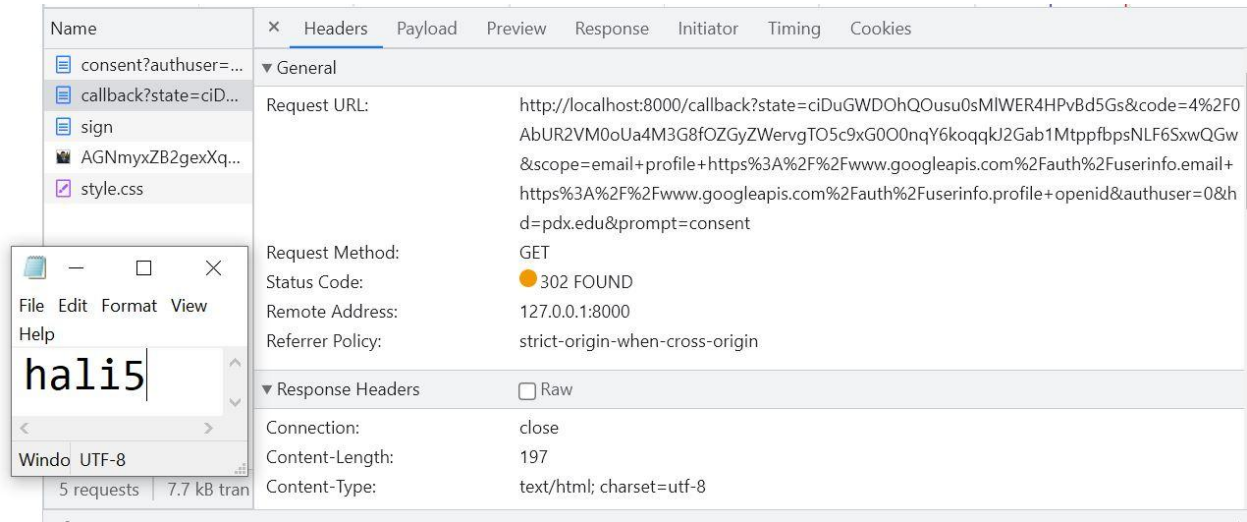 Name
× Headers Payload Preview Response Initiator Timing Cookies
consent?authuser=...
callback?state=ciD...
sign
AGNmyxZB2gexXq...
style.css
▼ General
Request URL: http://localhost:8000/callback?state=ciDuGWDOhQOusu0sMlWER4HPvBd5Gs&code=4%2F0
AbUR2VM0oUa4M3G8fOZGyZWervgTO5c9xG0O0nqY6koqqkJ2Gab1MtppfbpsNLF6SxwQGw
&scope=email+profile+https%3A%2F%2Fwww.googleapis.com%2Fauth%2Fuserinfo.email+
https%3A%2F%2Fwww.googleapis.com%2Fauth%2Fuserinfo.profile+openid&authuser=0&h
d=pdx.edu&prompt=consent
Request Method: GET
Status Code: 302 FOUND
Remote Address: 127.0.0.1:8000
Referrer Policy: strict-origin-when-cross-origin
▼ Response Headers Raw
Connection: close
Content-Length: 197
Content-Type: text/html; charset=utf-8
File Edit Format View
Help
hali5
Windo UTF-8
5 requests 7.7 kB tran